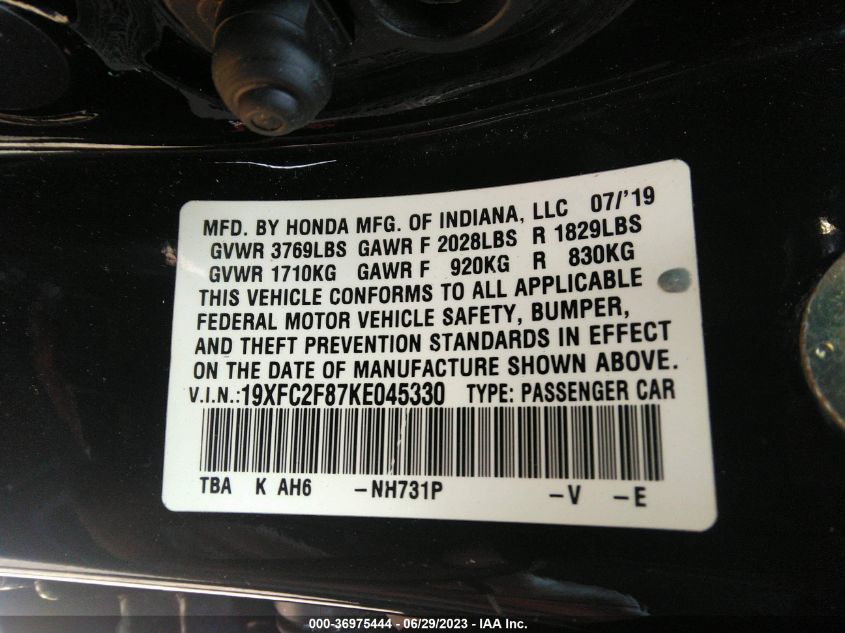 MFD. BY HONDA MFG. OF INDIANA, LLC 07/'19
GVWR 3769LBS GAWR F 2028LBS R 1829LBS
GVWR 1710KG GAWR F 920KG R 830KG
THIS VEHICLE CONFORMS TO ALL APPLICABLE
FEDERAL MOTOR VEHICLE SAFETY, BUMPER,
AND THEFT PREVENTION STANDARDS IN EFFECT
ON THE DATE OF MANUFACTURE SHOWN ABOVE.
V.I.N.:19XFC2F87KE045330 TYPE: PASSENGER CAR
TBA K AH6 -NH731P -V -E
000-36975444 - 06/29/2023 - IAA Inc.